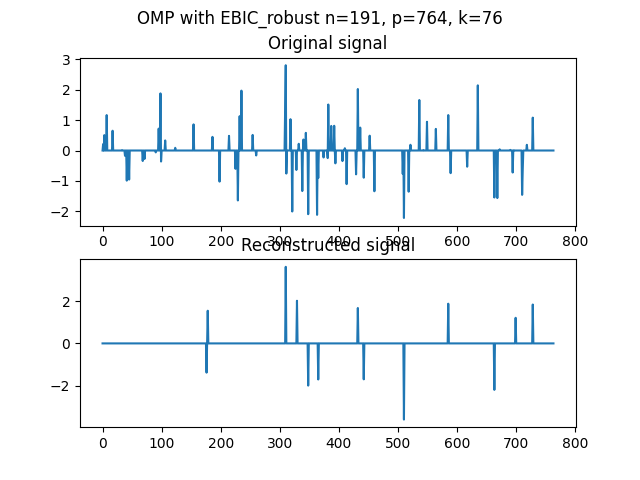 OMP with EBIC_robust n=191, p=764, k=76
Original signal
3
2
1
0
−1
−2
0 100 200 300 400 500 600 700 800
Reconstructed signal
2
0
−2
0 100 200 300 400 500 600 700 800